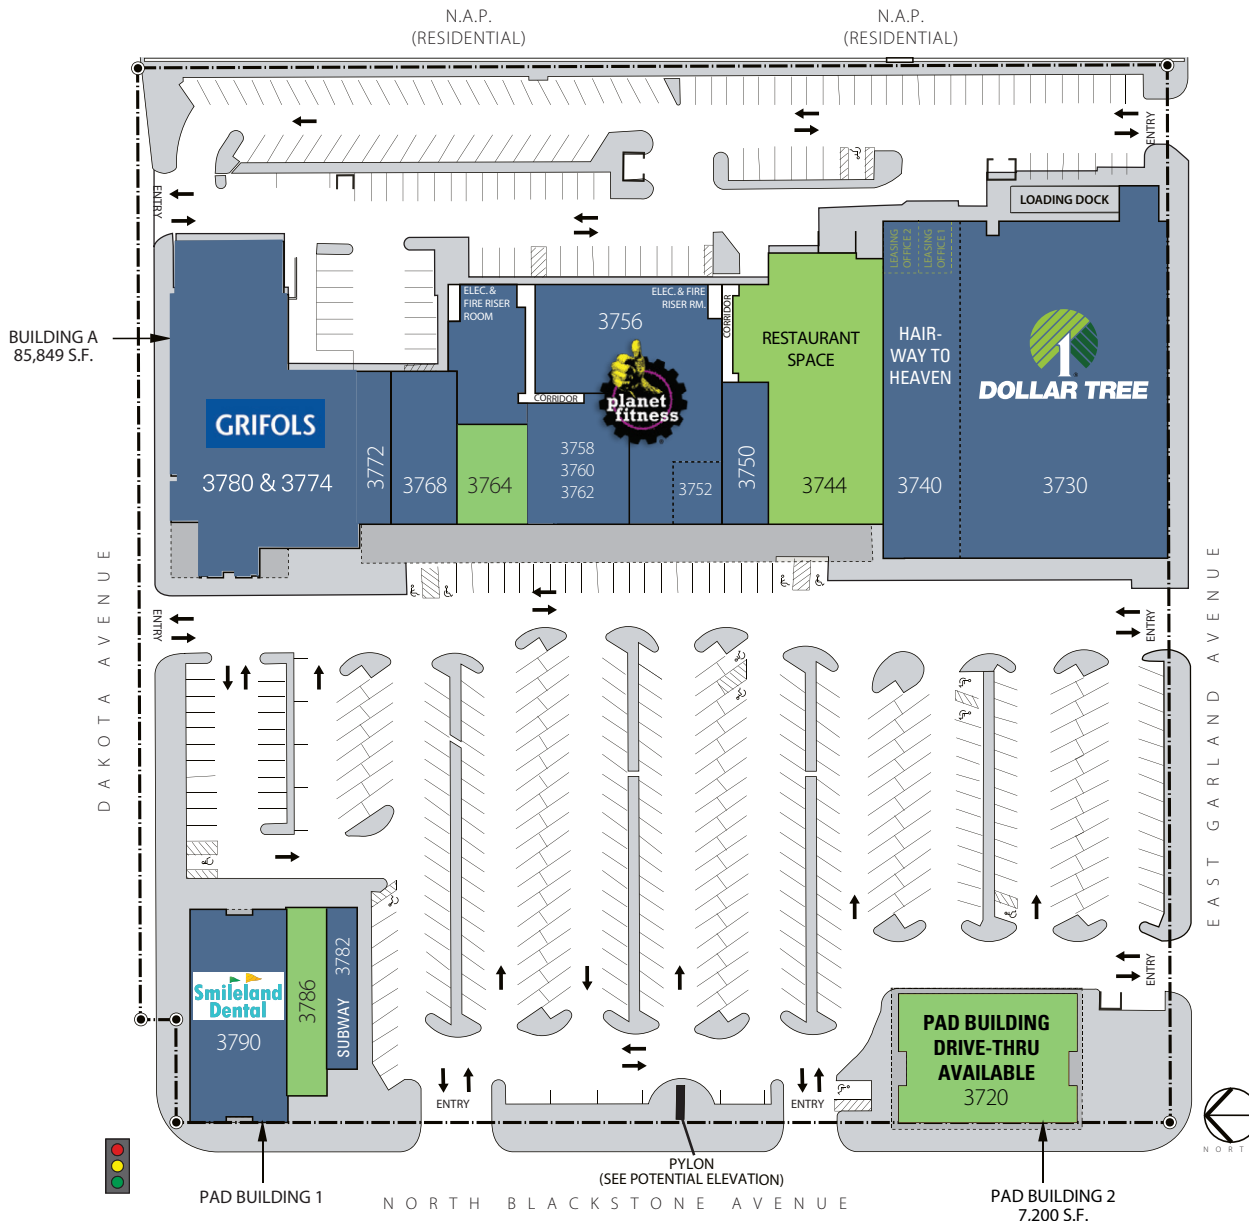 N.A.P.
(RESIDENTIAL)
N.A.P.
(RESIDENTIAL)
ENTRY
ENTRY
LOADING DOCK
LEASING
OFFICE 2
LEASING
OFFICE 1
ELEC. &
FIRE RISER
ROOM
ELEC. & FIRE
RISER RM.
CORRIDOR
3756
BUILDING A
85,849 S.F.
RESTAURANT
SPACE
HAIR-
WAY TO
HEAVEN
1
DOLLAR TREE
planet
fitness
CORRIDOR
GRIFOLS
3780 & 3774
3772
3768
3764
3758
3760
3762
3752
3750
3744
3740
3730
DAKOTA AVENUE
EAST GARLAND AVENUE
ENTRY
ENTRY
Smileland
Dental
3790
3786
3782
SUBWAY
ENTRY
PAD BUILDING
DRIVE-THRU
AVAILABLE
3720
ENTRY
ENTRY
PYLON
(SEE POTENTIAL ELEVATION)
PAD BUILDING 1
NORTH BLACKSTONE AVENUE
PAD BUILDING 2
7,200 S.F.
NORT